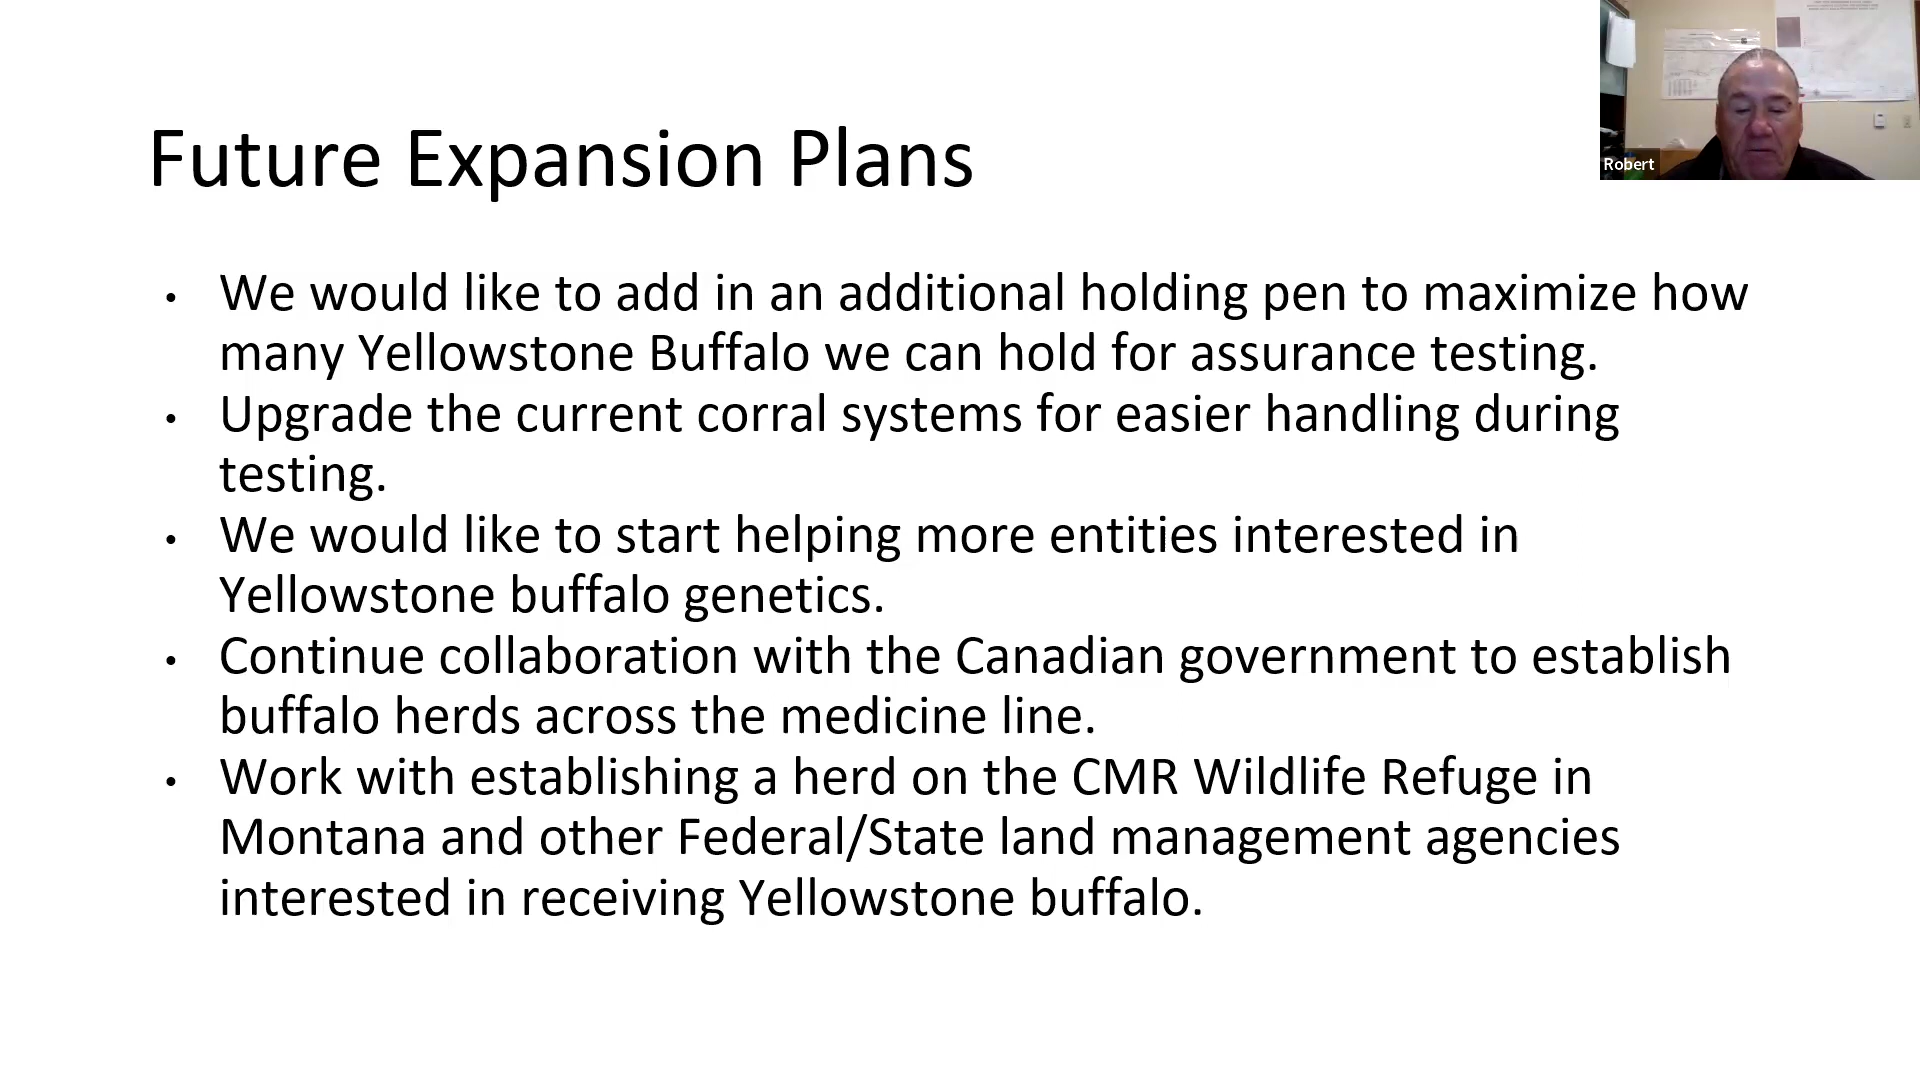 Future Expansion Plans
Robert
• We would like to add in an additional holding pen to maximize how
many Yellowstone Buffalo we can hold for assurance testing.
• Upgrade the current corral systems for easier handling during
testing.
• We would like to start helping more entities interested in
Yellowstone buffalo genetics.
• Continue collaboration with the Canadian government to establish
buffalo herds across the medicine line.
• Work with establishing a herd on the CMR Wildlife Refuge in
Montana and other Federal/State land management agencies
interested in receiving Yellowstone buffalo.